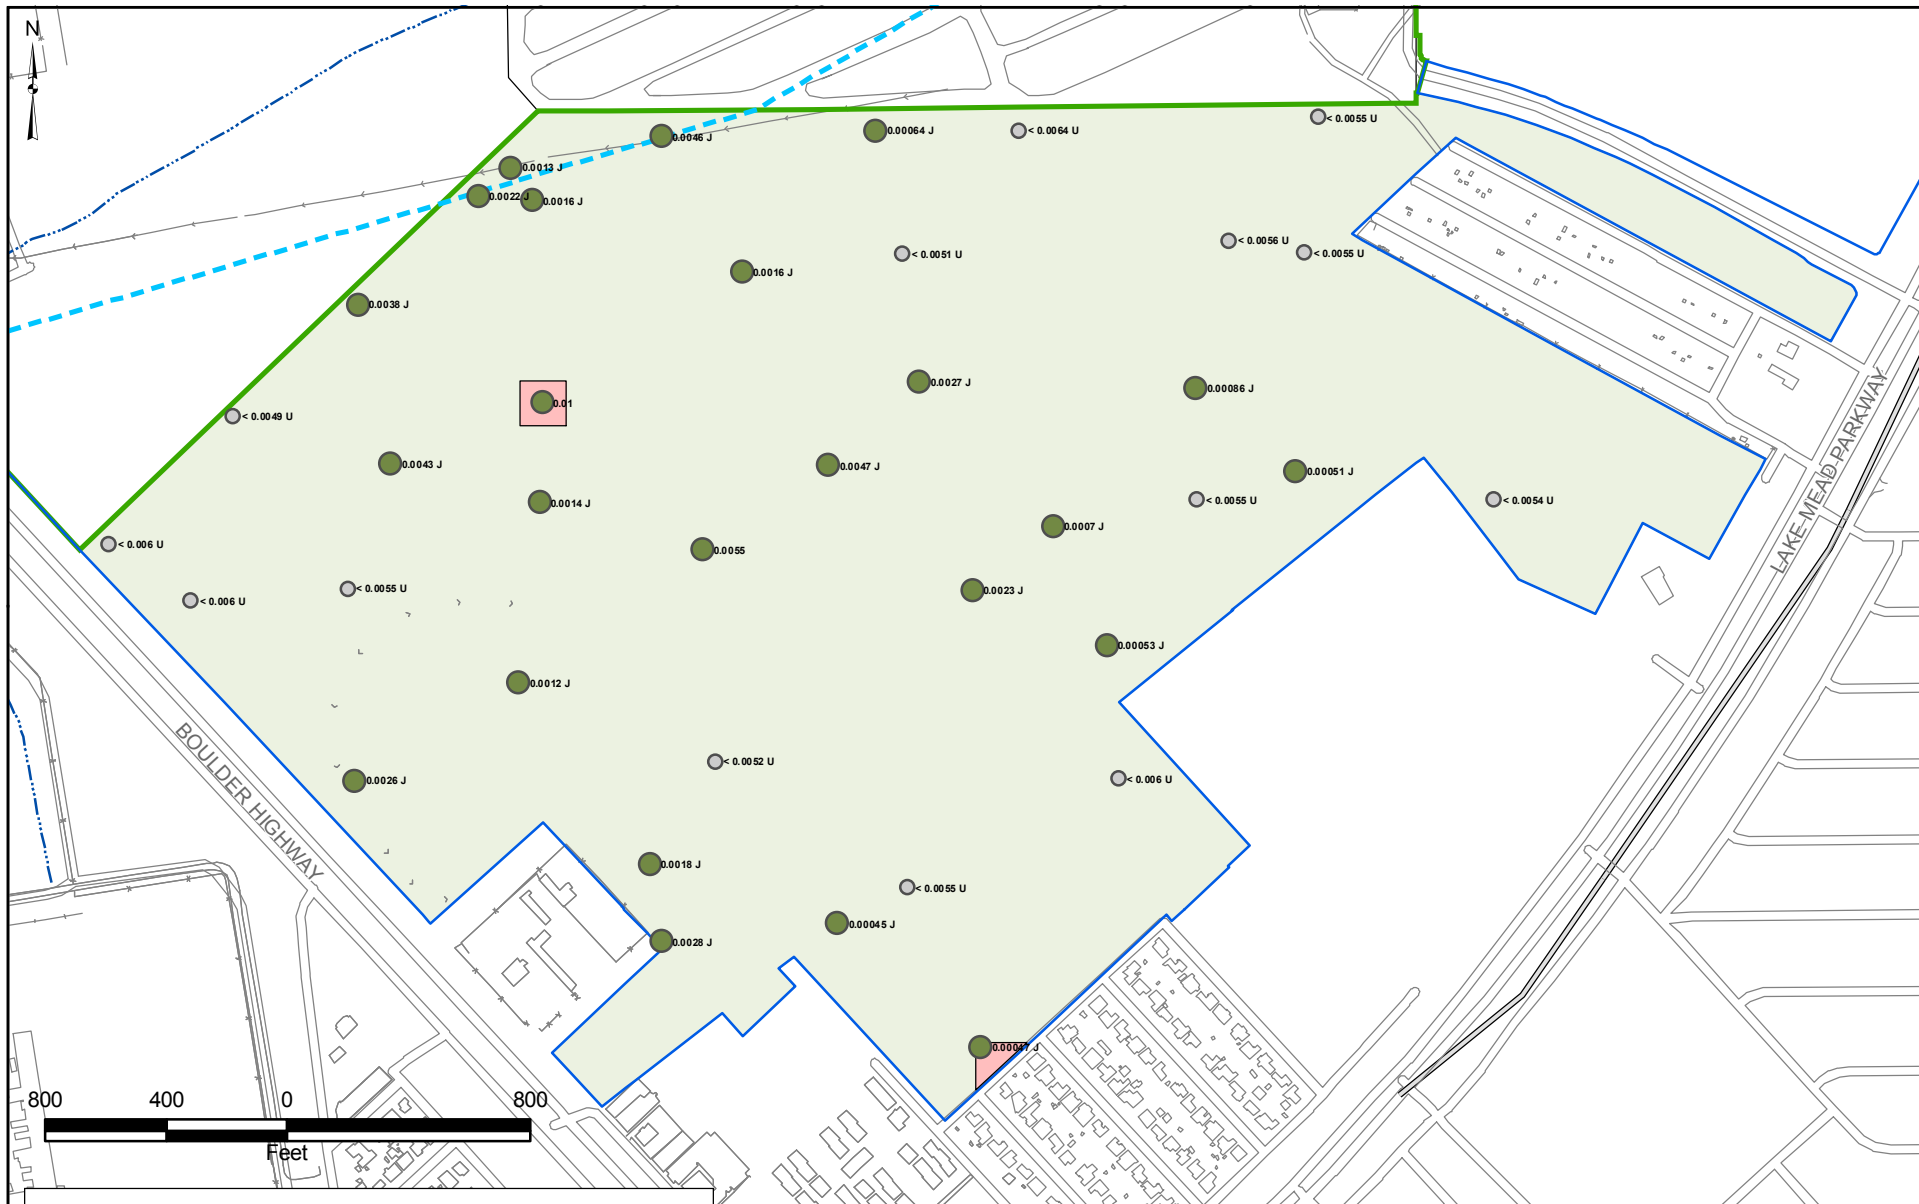 N
0.0046 J
0.00064 J
< 0.0064 U
< 0.0055 U
0.0013 J
0.0022 J
0.0016 J
< 0.0051 U
< 0.0056 U
< 0.0055 U
0.0016 J
0.0038 J
0.0027 J
0.00086 J
0.01
< 0.0049 U
0.0043 J
0.0047 J
0.00051 J
0.0014 J
< 0.0055 U
< 0.0054 U
LAKE MEAD PARKWAY
0.0007 J
< 0.006 U
0.0055
< 0.0055 U
0.0023 J
< 0.006 U
0.00053 J
0.0012 J
< 0.0052 U
0.0026 J
< 0.006 U
BOULDER HIGHWAY
0.0018 J
< 0.0055 U
0.00045 J
0.0028 J
0.00047 J
800 400 0 800
Feet